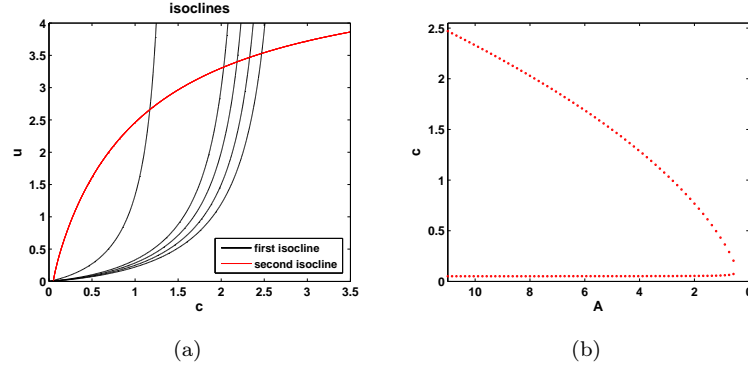 isoclines
4
3.5
3
2.5
2
1.5
1
0.5
0
u
0 0.5 1 1.5 2 2.5 3 3.5
c
first isocline
second isocline
(a)
2.5
2
1.5
1
0.5
0
c
10 8 6 4 2 0
A
(b)